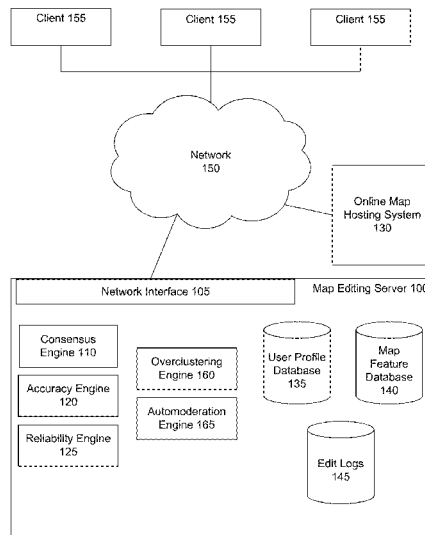 Client 155
Client 155
Client 155
Network
150
Online Map
Hosting System
130
Network Interface 105
Map Editing Server 100
Consensus
Engine 110
Accuracy Engine
120
Reliability Engine
125
Overclustering
Engine 160
Automoderation
Engine 165
User Profile
Database
135
Map
Feature
Database
140
Edit Logs
145